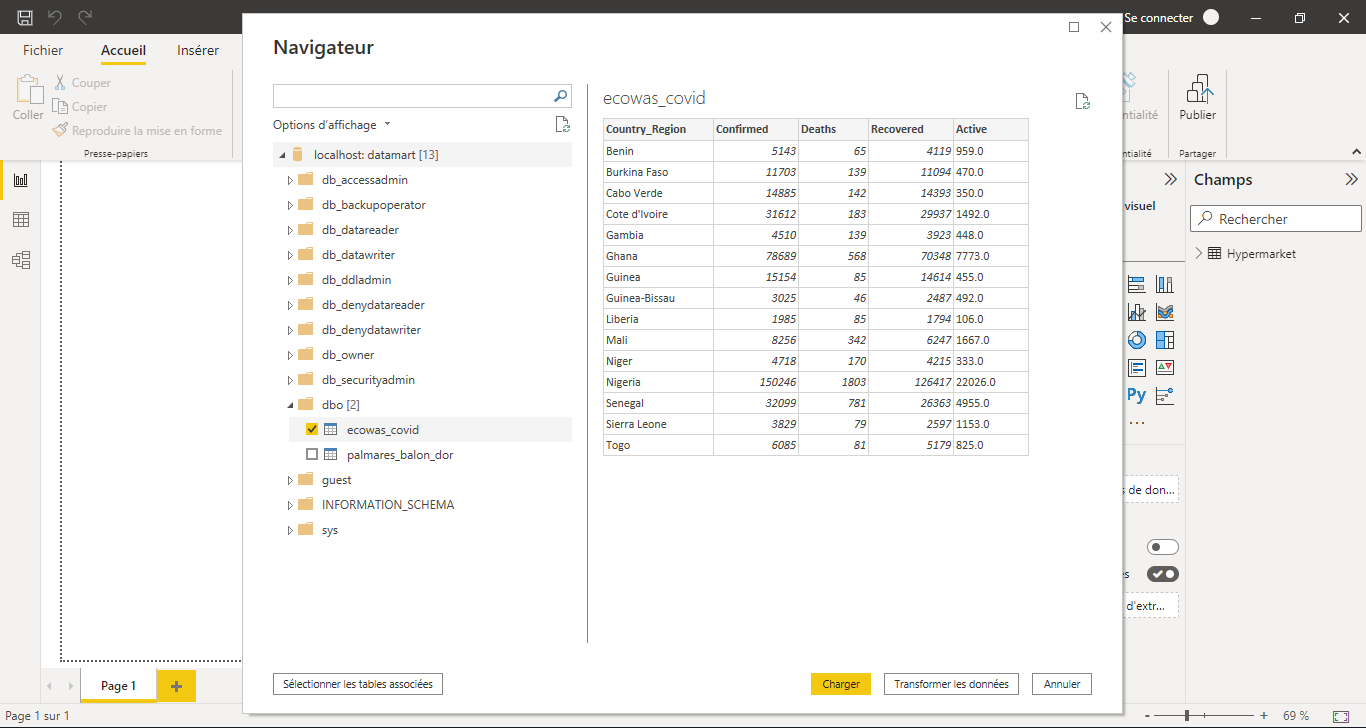 Se connecter
Fichier
Accueil
Insérer
Coller
Couper
Copier
Reproduire la mise en forme
Presse-papiers
Navigateur
Options d'affichage
localhost: datamart [13]
db_accessadmin
db_backupoperator
db_datareader
db_datawriter
db_ddladmin
db_denydatareader
db_denydatawriter
db_owner
db_securityadmin
dbo [2]
ecowas_covid
palmares_balon_dor
guest
INFORMATION_SCHEMA
sys
ecowas_covid
Country_Region Confirmed Deaths Recovered Active
Benin 5143 65 4119 959.0
Burkina Faso 11703 139 11094 470.0
Cabo Verde 14885 142 14393 350.0
Cote d'Ivoire 31612 183 29937 1492.0
Gambia 4510 139 3923 448.0
Ghana 78689 568 70348 7773.0
Guinea 15154 85 14614 455.0
Guinea-Bissau 3025 46 2487 492.0
Liberia 1985 85 1794 106.0
Mali 8256 342 6247 1667.0
Niger 4718 170 4215 333.0
Nigeria 150246 1803 126417 22026.0
Senegal 32099 781 26363 4955.0
Sierra Leone 3829 79 2597 1153.0
Togo 6085 81 5179 825.0
Sélectionner les tables associées
Charger
Transformer les données
Annuler
ntialité
Publier
ntialité
Partager
visuel
Champs
Rechercher
Hypermarket
Py
s de don...
es
d'extr...
Page 1
Page 1 sur 1
- + 69 %